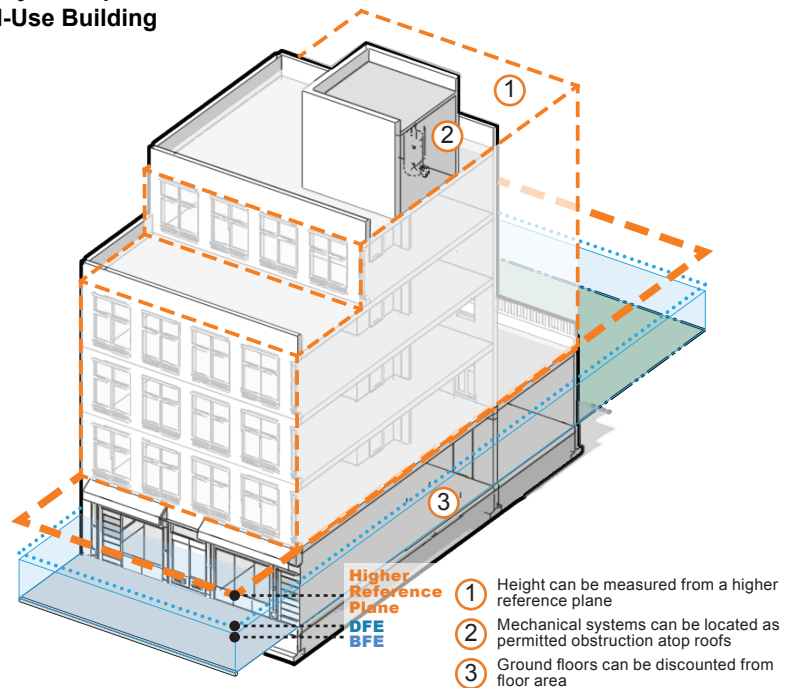 d-Use Building
1
2
3
Higher
Reference
Plane
DFE
BFE
1 Height can be measured from a higher
reference plane
2 Mechanical systems can be located as
permitted obstruction atop roofs
3 Ground floors can be discounted from
floor area